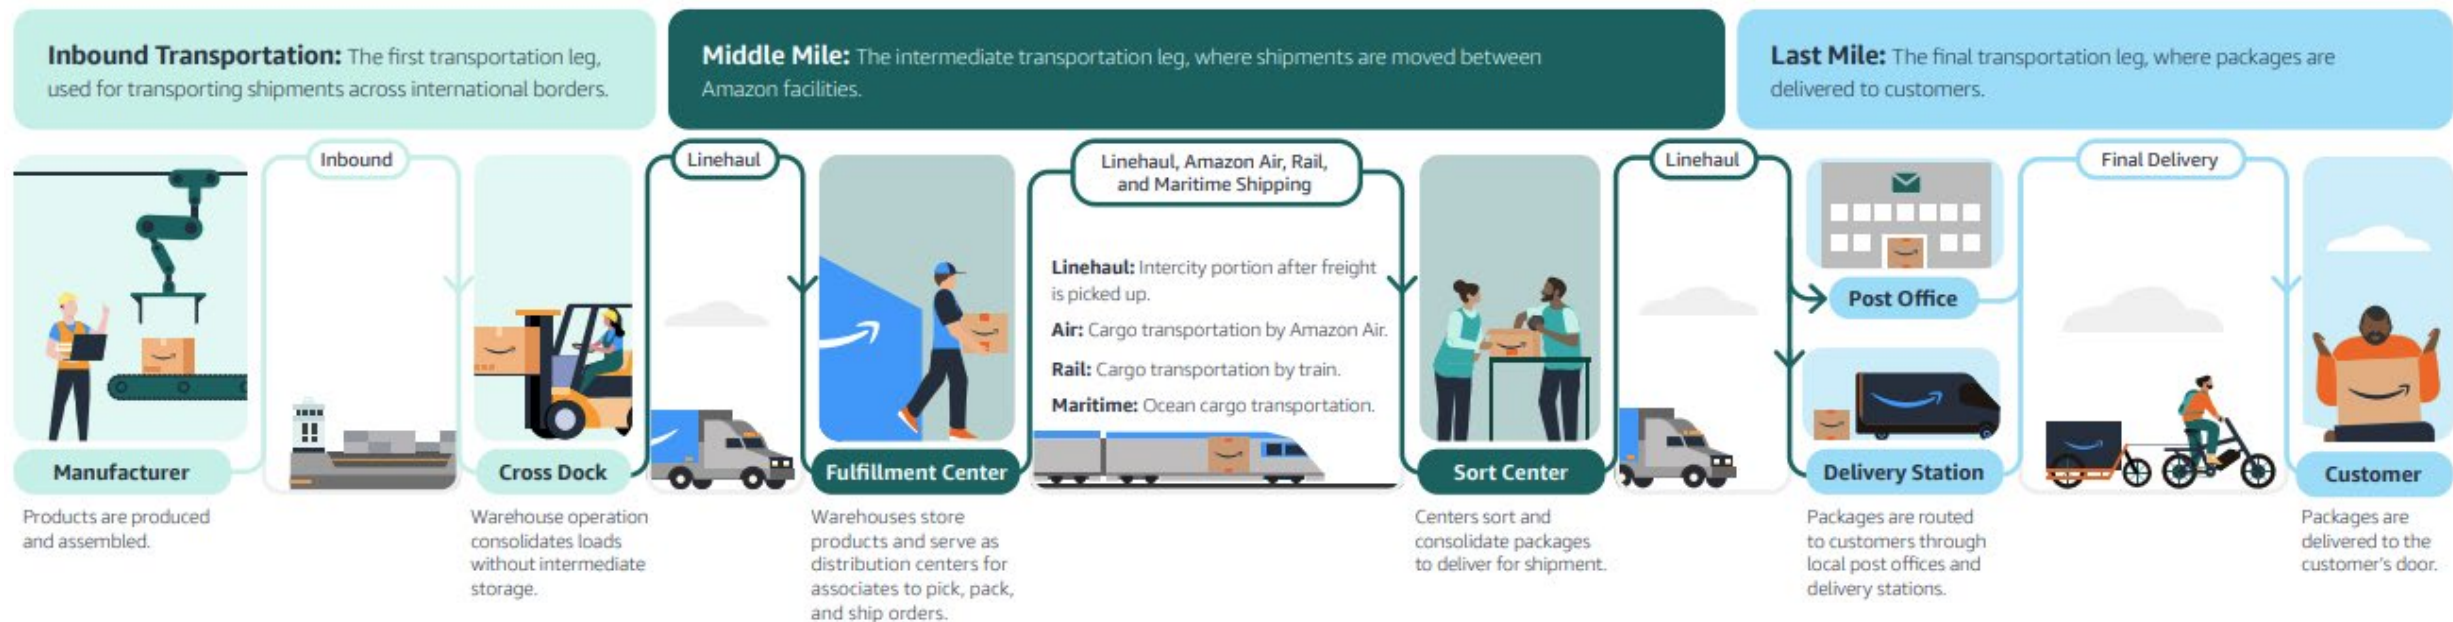 Inbound Transportation: The first transportation leg,
used for transporting shipments across international borders.
Middle Mile: The intermediate transportation leg, where shipments are moved between
Amazon facilities.
Last Mile: The final transportation leg, where packages are
delivered to customers.
Inbound
Linehaul
Linehaul, Amazon Air, Rail,
and Maritime Shipping
Linehaul
Final Delivery
Linehaul: Intercity portion after freight
is picked up.
Air: Cargo transportation by Amazon Air.
Rail: Cargo transportation by train.
Maritime: Ocean cargo transportation.
Post Office
Manufacturer
Products are produced
and assembled.
Cross Dock
Warehouse operation
consolidates loads
without intermediate
storage.
Fulfillment Center
Warehouses store
products and serve as
distribution centers for
associates to pick, pack,
and ship orders.
Sort Center
Centers sort and
consolidate packages
to deliver for shipment.
Delivery Station
Packages are routed
to customers through
local post offices and
delivery stations.
Customer
Packages are
delivered to the
customer's door.